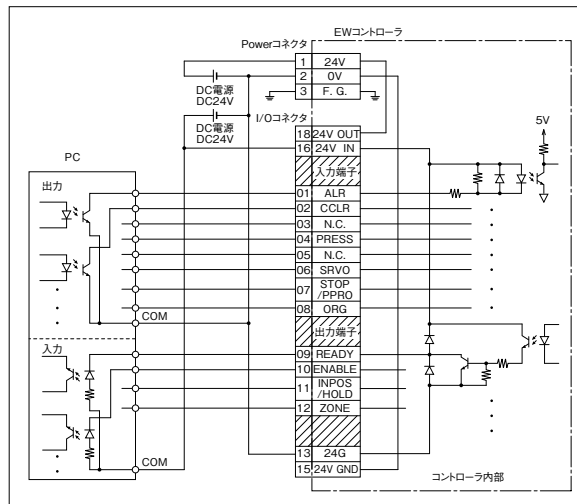 EWコントローラ
Powerコネクタ
1 24V
2 0V
3 F. G.
DC電源
DC24V
DC電源
DC24V
I/Oコネクタ
18 24V OUT
16 24V IN
入力端子
5V
PC
出力
01 ALR
02 CCLR
03 N.C.
04 PRESS
05 N.C.
06 SRVO
07 STOP
/PPRO
08 ORG
COM
出力端子
入力
09 READY
10 ENABLE
11 INPOS
/HOLD
12 ZONE
COM
13 24G
15 24V GND
コントローラ内部